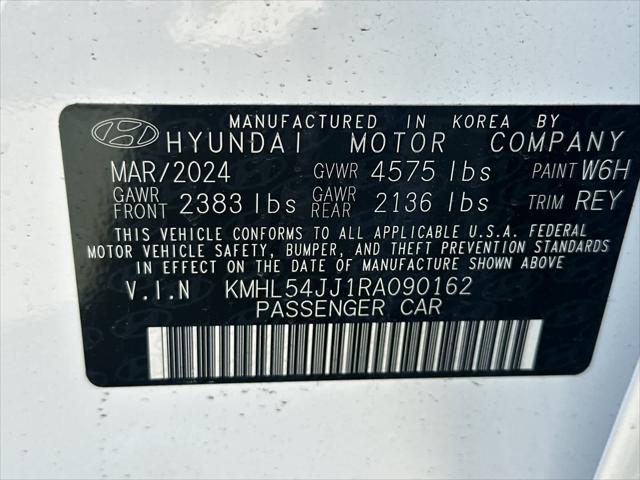 MANUFACTURED IN KOREA BY
HYUNDAI MOTOR COMPANY
MAR/2024 GVWR 4575 lbs PAINT W6H
GAWR FRONT 2383 lbs GAWR REAR 2136 lbs TRIM REY
THIS VEHICLE CONFORMS TO ALL APPLICABLE U.S.A. FEDERAL
MOTOR VEHICLE SAFETY, BUMPER, AND THEFT PREVENTION STANDARDS
IN EFFECT ON THE DATE OF MANUFACTURE SHOWN ABOVE
V.I.N KMHL54JJ1RA090162
PASSENGER CAR